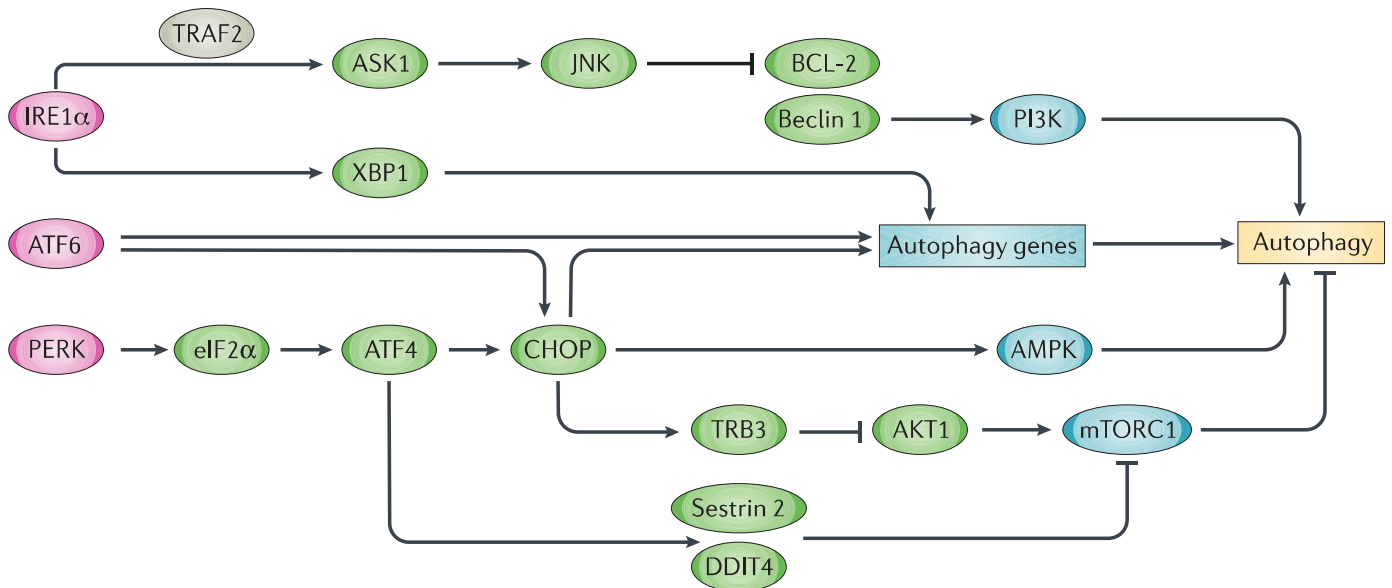 TRAF2
ASK1
JNK
BCL-2
IRE1α
Beclin 1
PI3K
XBP1
ATF6
Autophagy genes
Autophagy
PERK
eIF2α
ATF4
CHOP
AMPK
TRB3
AKT1
mTORC1
Sestrin 2
DDIT4